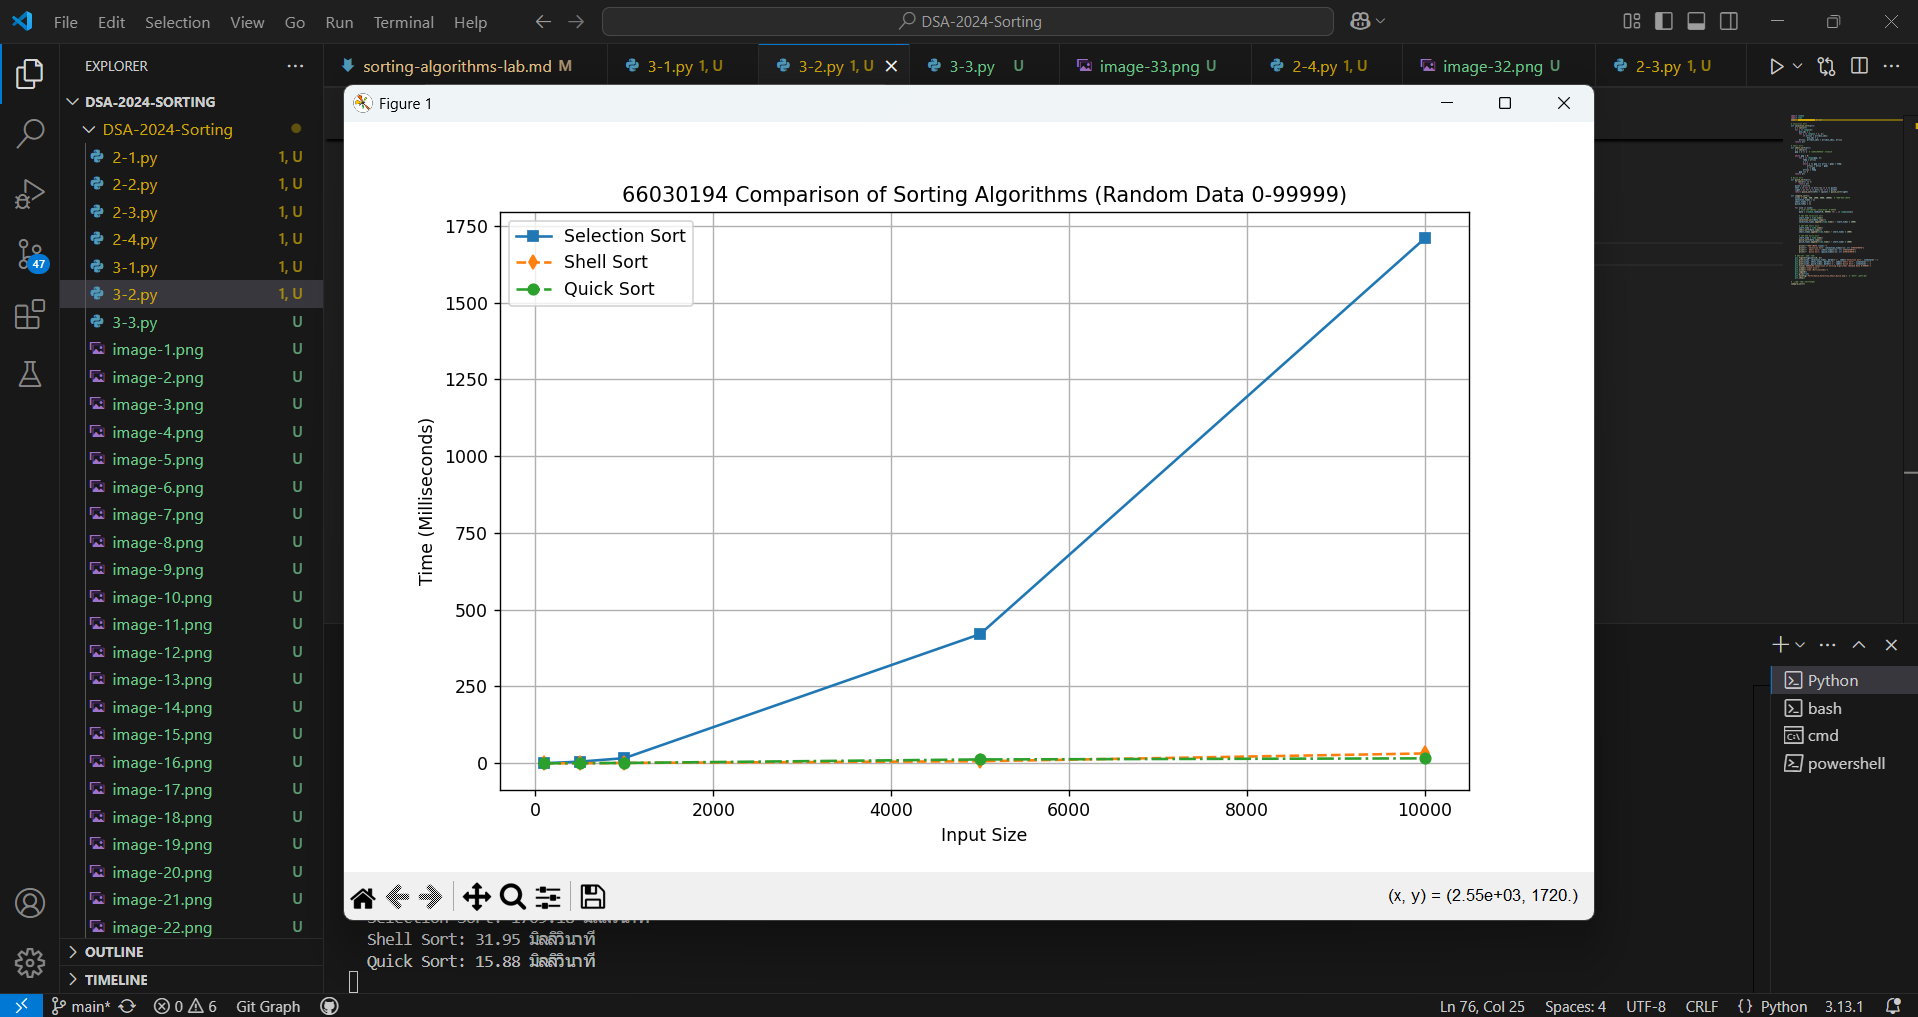 File Edit Selection View Go Run Terminal Help
DSA-2024-Sorting
EXPLORER
sorting-algorithms-lab.md M
3-1.py 1, U
3-2.py 1, U
3-3.py U
image-33.png U
2-4.py 1, U
image-32.png U
2-3.py 1, U
DSA-2024-SORTING
DSA-2024-Sorting
2-1.py 1, U
2-2.py 1, U
2-3.py 1, U
2-4.py 1, U
3-1.py 1, U
3-2.py 1, U
3-3.py U
image-1.png U
image-2.png U
image-3.png U
image-4.png U
image-5.png U
image-6.png U
image-7.png U
image-8.png U
image-9.png U
image-10.png U
image-11.png U
image-12.png U
image-13.png U
image-14.png U
image-15.png U
image-16.png U
image-17.png U
image-18.png U
image-19.png U
image-20.png U
image-21.png U
image-22.png U
OUTLINE
TIMELINE
47
Figure 1
66030194 Comparison of Sorting Algorithms (Random Data 0-99999)
Selection Sort
Shell Sort
Quick Sort
1750
1500
1250
1000
750
500
250
0
Time (Milliseconds)
0 2000 4000 6000 8000 10000
Input Size
(x, y) = (2.55e+03, 1720.)
Shell Sort: 31.95 มิลลิวินาที
Quick Sort: 15.88 มิลลิวินาที
Python
bash
cmd
powershell
main* 0 6 Git Graph
Ln 76, Col 25 Spaces: 4 UTF-8 CRLF {} Python 3.13.1